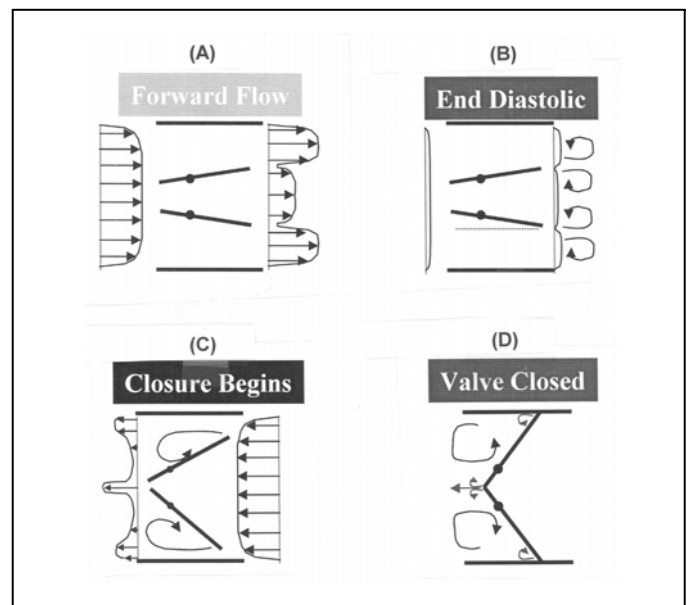 (A)
Forward Flow
(B)
End Diastolic
(C)
Closure Begins
(D)
Valve Closed